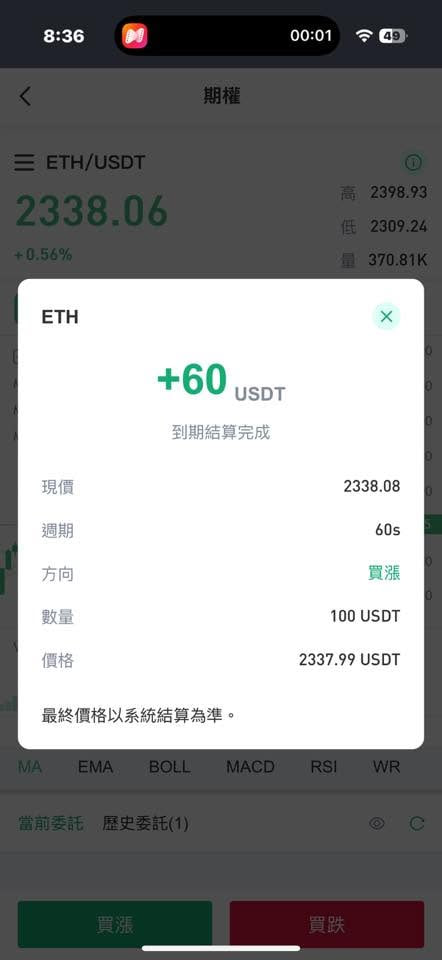 8:36 00:01 49
期權
ETH/USDT
2338.06
+0.56%
高 2398.93
低 2309.24
量 370.81K
ETH
+60 USDT
到期結算完成
現價 2338.08
週期 60s
方向 買漲
數量 100 USDT
價格 2337.99 USDT
最終價格以系統結算為準。
MA EMA BOLL MACD RSI WR
當前委託 歷史委託(1)
買漲 買跌